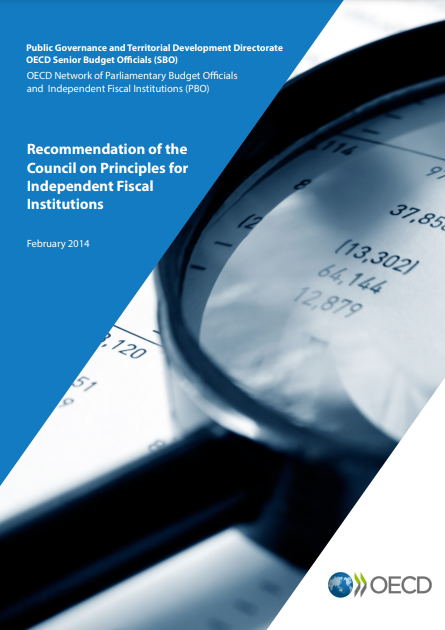 Public Governance and Territorial Development Directorate
OECD Senior Budget Officials (SBO)
OECD Network of Parliamentary Budget Officials
and Independent Fiscal Institutions (PBO)
Recommendation of the
Council on Principles for
Independent Fiscal
Institutions
February 2014
114
37,85
(13,302)
64,144
12,879
,120
51
9
OECD